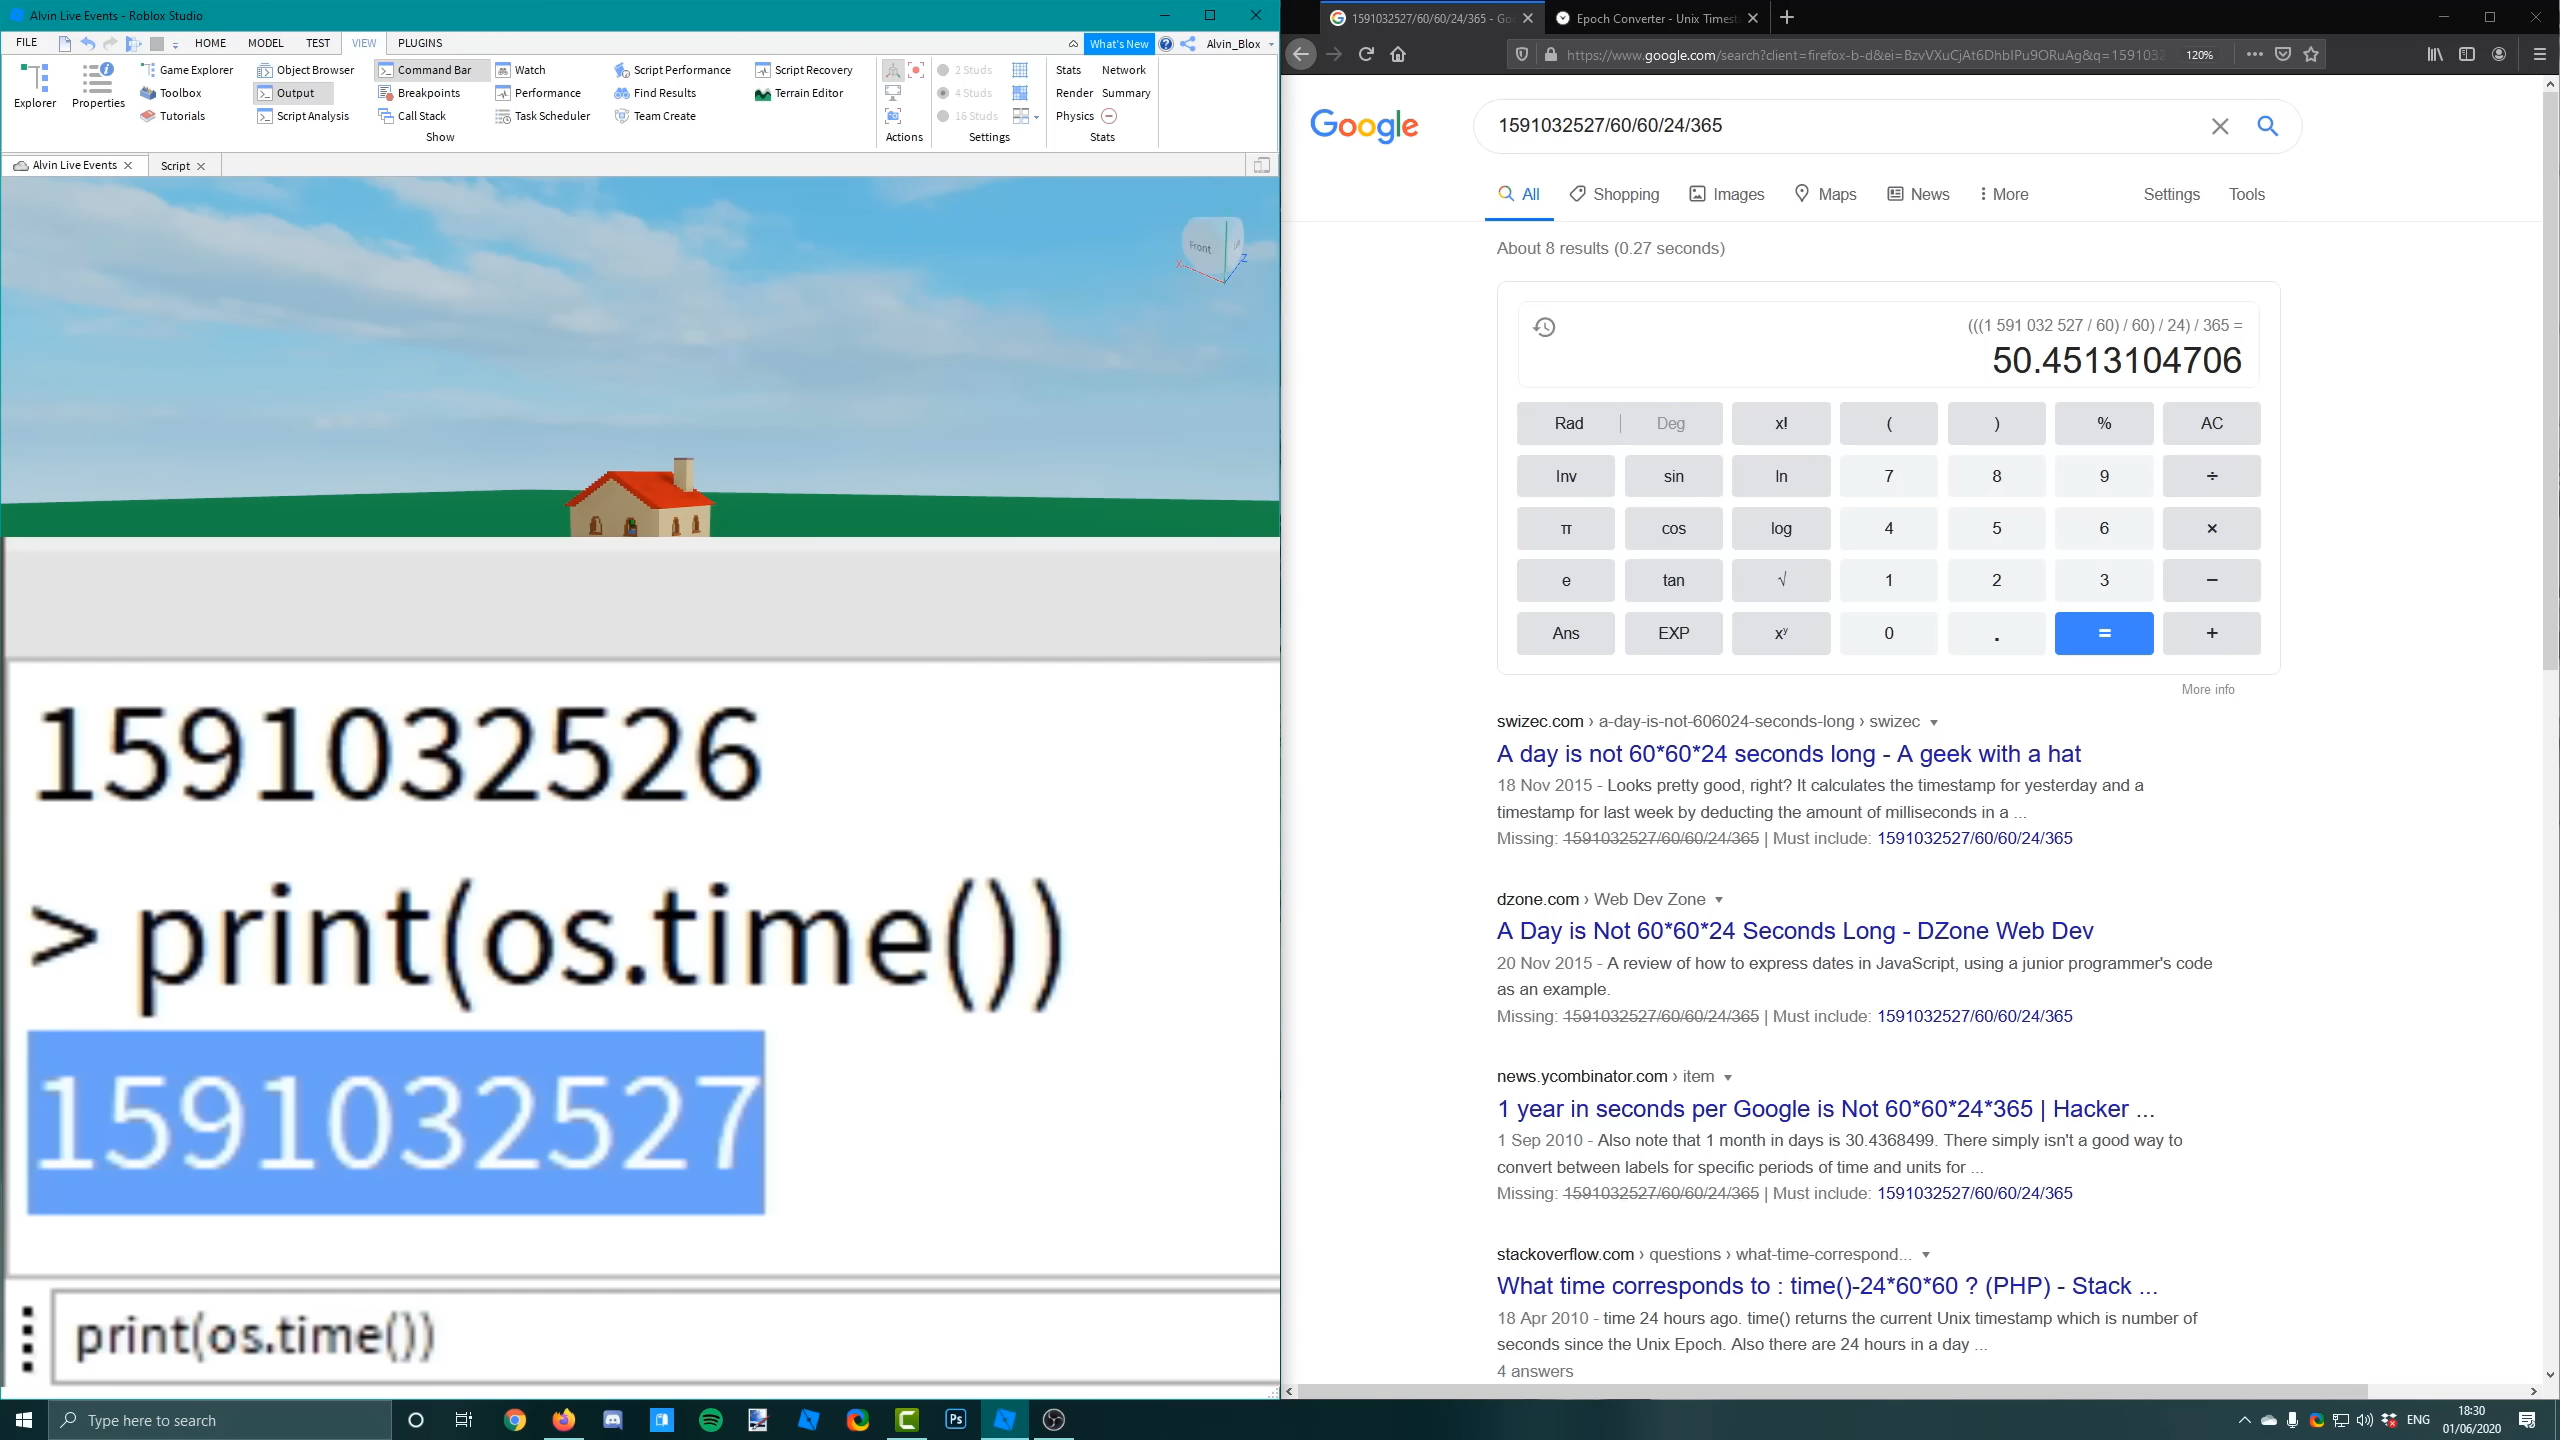 Alvin Live Events - Roblox Studio
FILE
HOME
MODEL
TEST
VIEW
PLUGINS
What's New
Alvin_Blox
Explorer
Properties
Game Explorer
Toolbox
Tutorials
Object Browser
Output
Script Analysis
Command Bar
Breakpoints
Call Stack
Watch
Performance
Task Scheduler
Script Performance
Find Results
Team Create
Script Recovery
Terrain Editor
Show
Actions
2 Studs
4 Studs
16 Studs
Settings
Stats
Render
Physics
Network
Summary
Stats
Alvin Live Events
Script
Front
X
Z
1591032526
> print(os.time())
1591032527
print(os.time())
1591032527/60/60/24/365 - Go
Epoch Converter - Unix Timest
https://www.google.com/search?client=firefox-b-d&ei=BzvVXuCjAt6DhbIPu9ORuAg&q=1591032
120%
Google
1591032527/60/60/24/365
All
Shopping
Images
Maps
News
More
Settings
Tools
About 8 results (0.27 seconds)
(((1 591 032 527 / 60) / 60) / 24) / 365 =
50.4513104706
Rad | Deg x! ( ) % AC
Inv sin ln 7 8 9 ÷
π cos log 4 5 6 ×
e tan √ 1 2 3 −
Ans EXP xʸ 0 . = +
More info
swizec.com › a-day-is-not-606024-seconds-long › swizec
A day is not 60*60*24 seconds long - A geek with a hat
18 Nov 2015 - Looks pretty good, right? It calculates the timestamp for yesterday and a
timestamp for last week by deducting the amount of milliseconds in a ...
Missing: 1591032527/60/60/24/365 | Must include: 1591032527/60/60/24/365
dzone.com › Web Dev Zone
A Day is Not 60*60*24 Seconds Long - DZone Web Dev
20 Nov 2015 - A review of how to express dates in JavaScript, using a junior programmer's code
as an example.
Missing: 1591032527/60/60/24/365 | Must include: 1591032527/60/60/24/365
news.ycombinator.com › item
1 year in seconds per Google is Not 60*60*24*365 | Hacker ...
1 Sep 2010 - Also note that 1 month in days is 30.4368499. There simply isn't a good way to
convert between labels for specific periods of time and units for ...
Missing: 1591032527/60/60/24/365 | Must include: 1591032527/60/60/24/365
stackoverflow.com › questions › what-time-correspond...
What time corresponds to : time()-24*60*60 ? (PHP) - Stack ...
18 Apr 2010 - time 24 hours ago. time() returns the current Unix timestamp which is number of
seconds since the Unix Epoch. Also there are 24 hours in a day ...
4 answers
Type here to search
Ps
ENG
18:30
01/06/2020